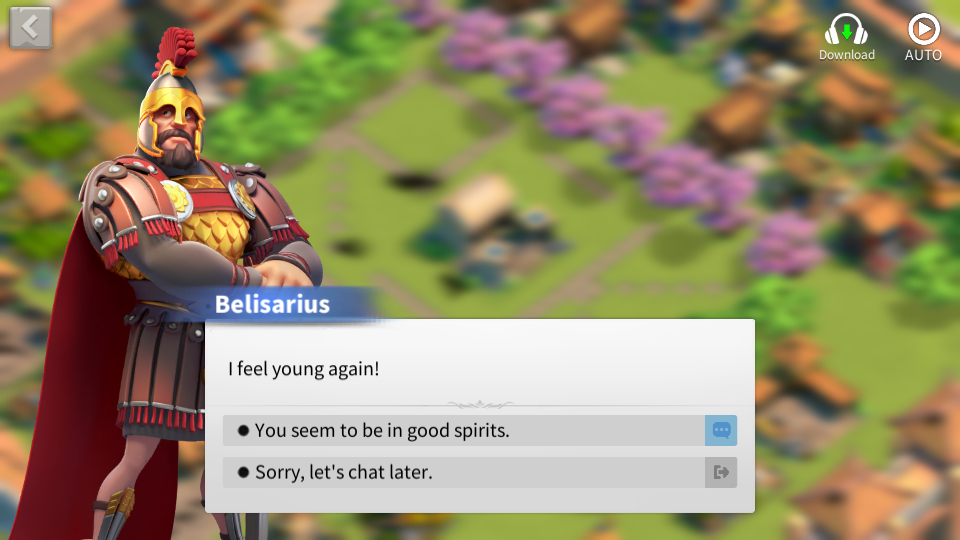 Download
AUTO
Belisarius
I feel young again!
You seem to be in good spirits.
Sorry, let's chat later.